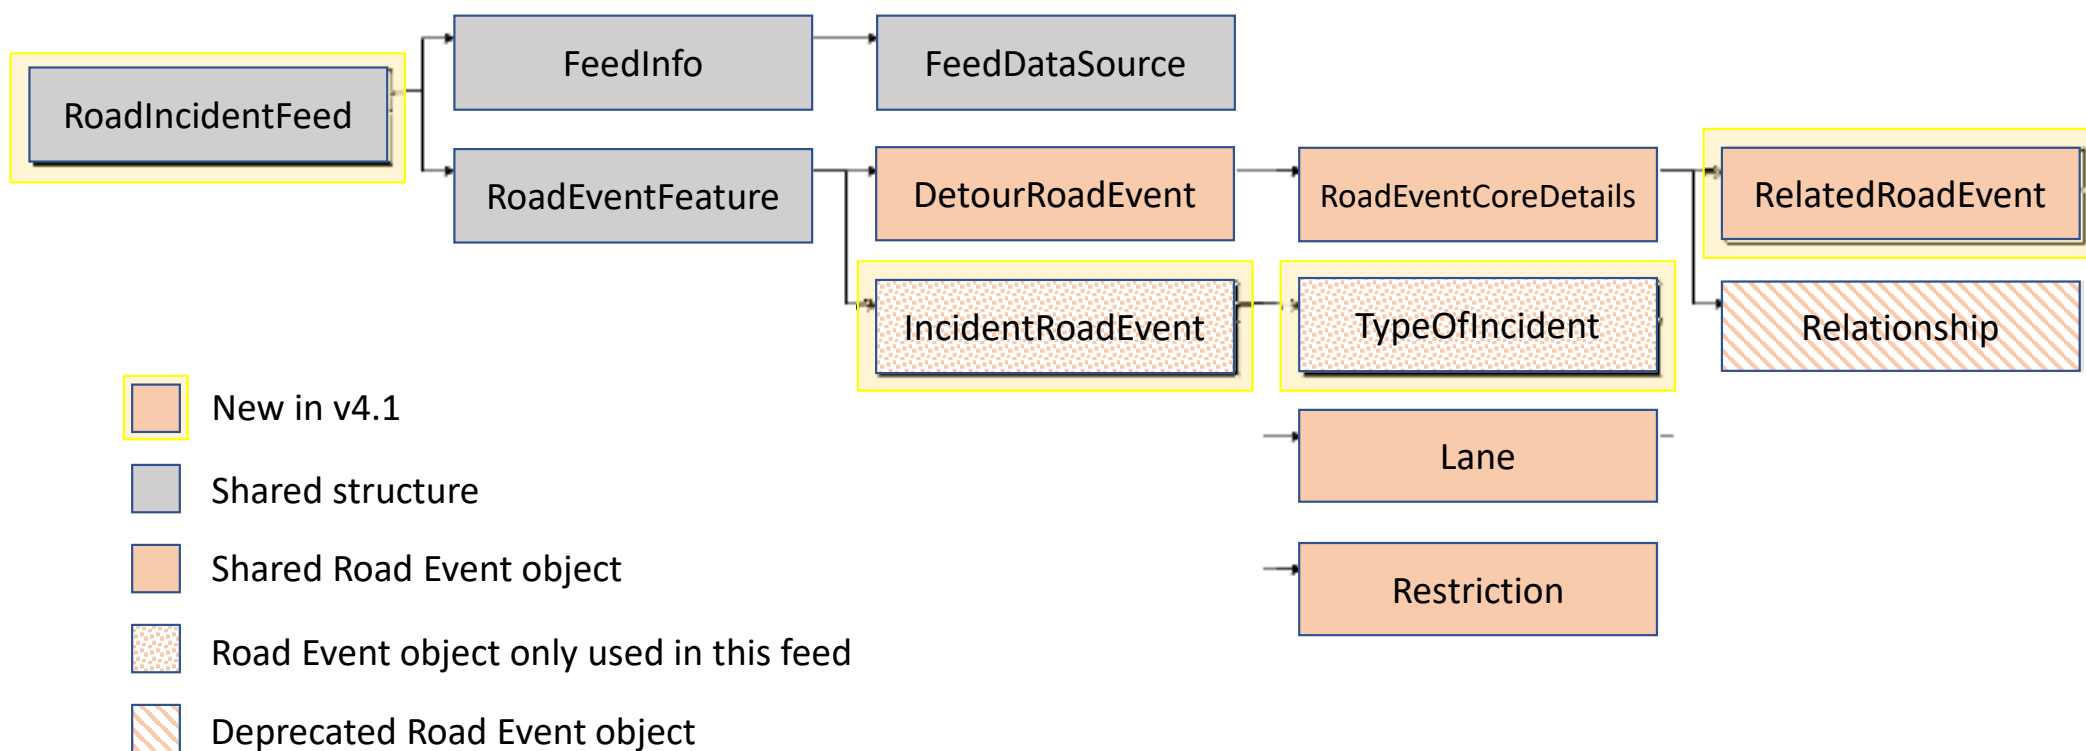 FeedInfo
FeedDataSource
RoadIncidentFeed
RoadEventFeature
DetourRoadEvent
RoadEventCoreDetails
RelatedRoadEvent
IncidentRoadEvent
TypeOfIncident
Relationship
Lane
Restriction
New in v4.1
Shared structure
Shared Road Event object
Road Event object only used in this feed
Deprecated Road Event object